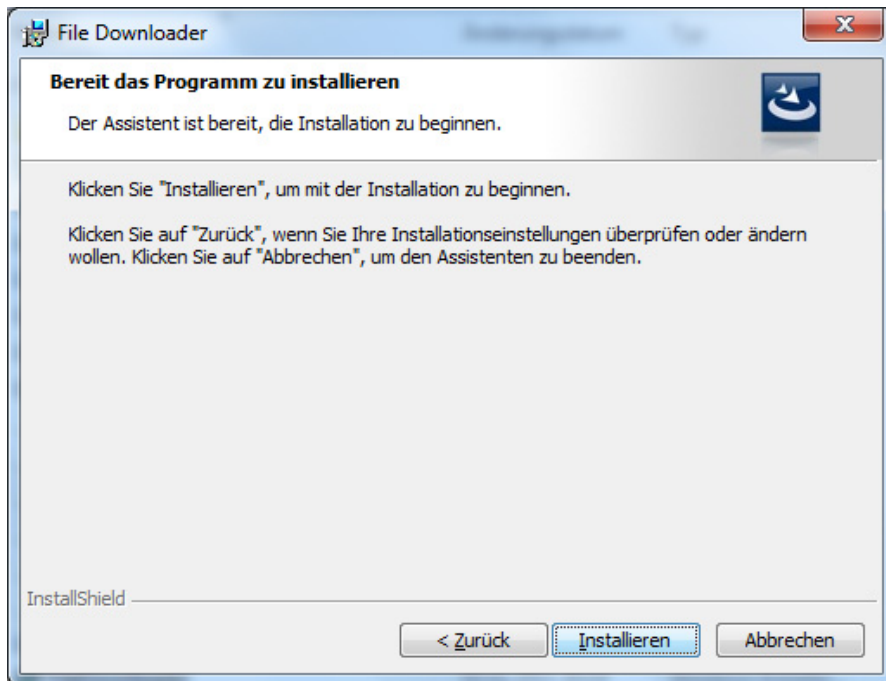 File Downloader
Bereit das Programm zu installieren
Der Assistent ist bereit, die Installation zu beginnen.
Klicken Sie "Installieren", um mit der Installation zu beginnen.
Klicken Sie auf "Zurück", wenn Sie Ihre Installationseinstellungen überprüfen oder ändern
wollen. Klicken Sie auf "Abbrechen", um den Assistenten zu beenden.
InstallShield
< Zurück Installieren Abbrechen